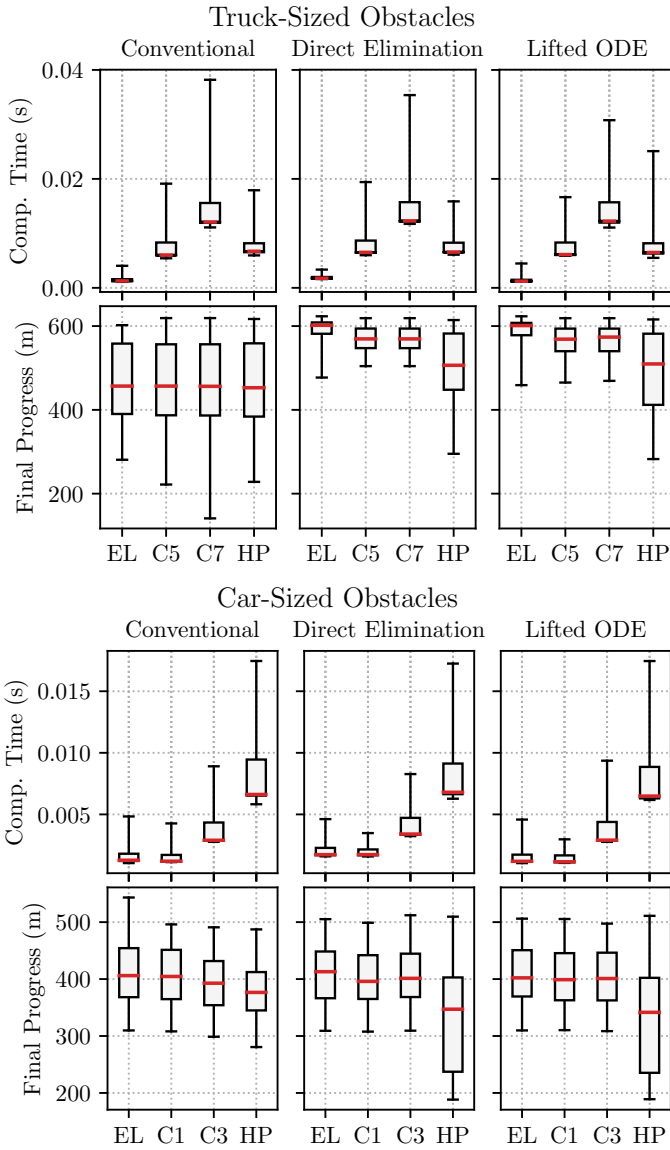 Truck-Sized Obstacles
Conventional Direct Elimination Lifted ODE
Comp. Time (s)
0.04
0.02
0.00
Final Progress (m)
600
400
200
EL C5 C7 HP EL C5 C7 HP EL C5 C7 HP
Car-Sized Obstacles
Conventional Direct Elimination Lifted ODE
Comp. Time (s)
0.015
0.010
0.005
Final Progress (m)
500
400
300
200
EL C1 C3 HP EL C1 C3 HP EL C1 C3 HP